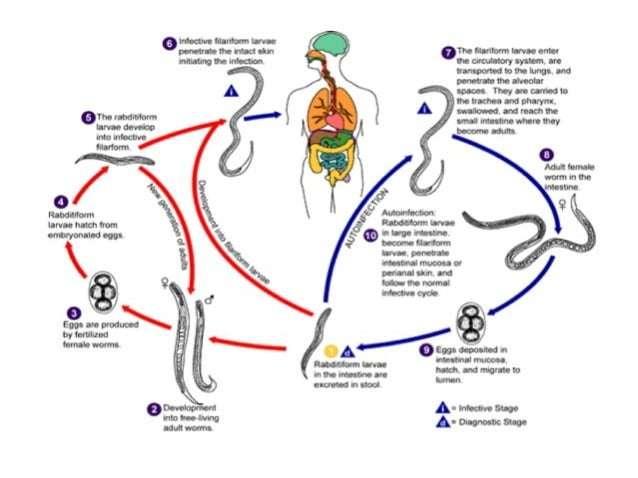 6 Infective filariform larvae
penetrate the intact skin
initiating the infection.
i
7 The filariform larvae enter
the circulatory system, are
transported to the lungs, and
penetrate the alveolar
spaces. They are carried to
the trachea and pharynx,
swallowed, and reach the
small intestine where they
become adults.
i
5 The rabditiform
larvae develop
into infective
filarform.
8
Adult female
worm in the
intestine.
♀
4
Rabditiform
larvae hatch from
embryonated eggs.
New generation of adults
Development into filariform larvae
AUTOINFECTION
10
Autoinfection:
Rabditiform larvae
in large intestine,
become filariform
larvae, penetrate
intestinal mucosa or
perianal skin, and
follow the normal
infective cycle.
♀
♂
3
Eggs are produced
by fertilized
female worms.
1 d
Rabditiform larvae
in the intestine are
excreted in stool.
9 Eggs deposited in
intestinal mucosa,
hatch, and migrate to
lumen.
2 Development
into free-living
adult worms.
i = Infective Stage
d = Diagnostic Stage